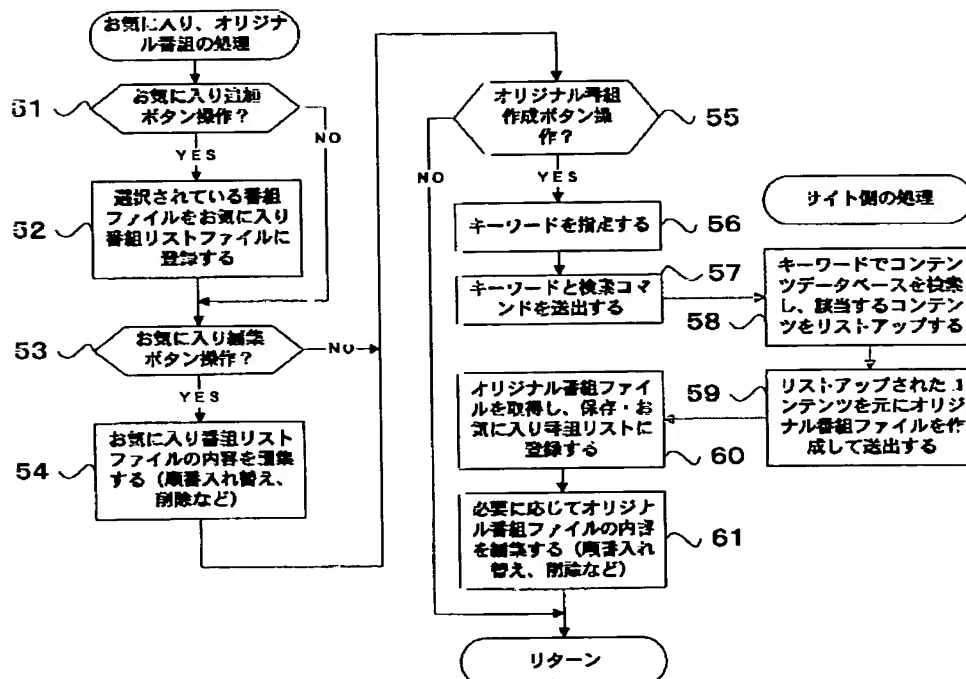 お気に入り、オリジナ
ル番組の処理
51
お気に入り追加
ボタン操作?
NO
YES
52
選択されている番組
ファイルをお気に入り
番組リストファイルに
登録する
53
お気に入り編集
ボタン操作?
NO
YES
54
お気に入り番組リスト
ファイルの内容を編集
する(順番入れ替え、
削除など)
オリジナル番組
作成ボタン操
作?
55
NO
YES
キーワードを指定する
56
キーワードと検索コマ
ンドを送出する
57
サイト側の処理
キーワードでコンテン
ツデータベースを検索
し、該当するコンテン
ツをリストアップする
58
リストアップされたコ
ンテンツを元にオリジ
ナル番組ファイルを作
成して送出する
59
オリジナル番組ファイ
ルを取得し、保存・お
気に入り番組リストに
登録する
60
必要に応じてオリジナ
ル番組ファイルの内容
を編集する(順番入れ
替え、削除など)
61
リターン